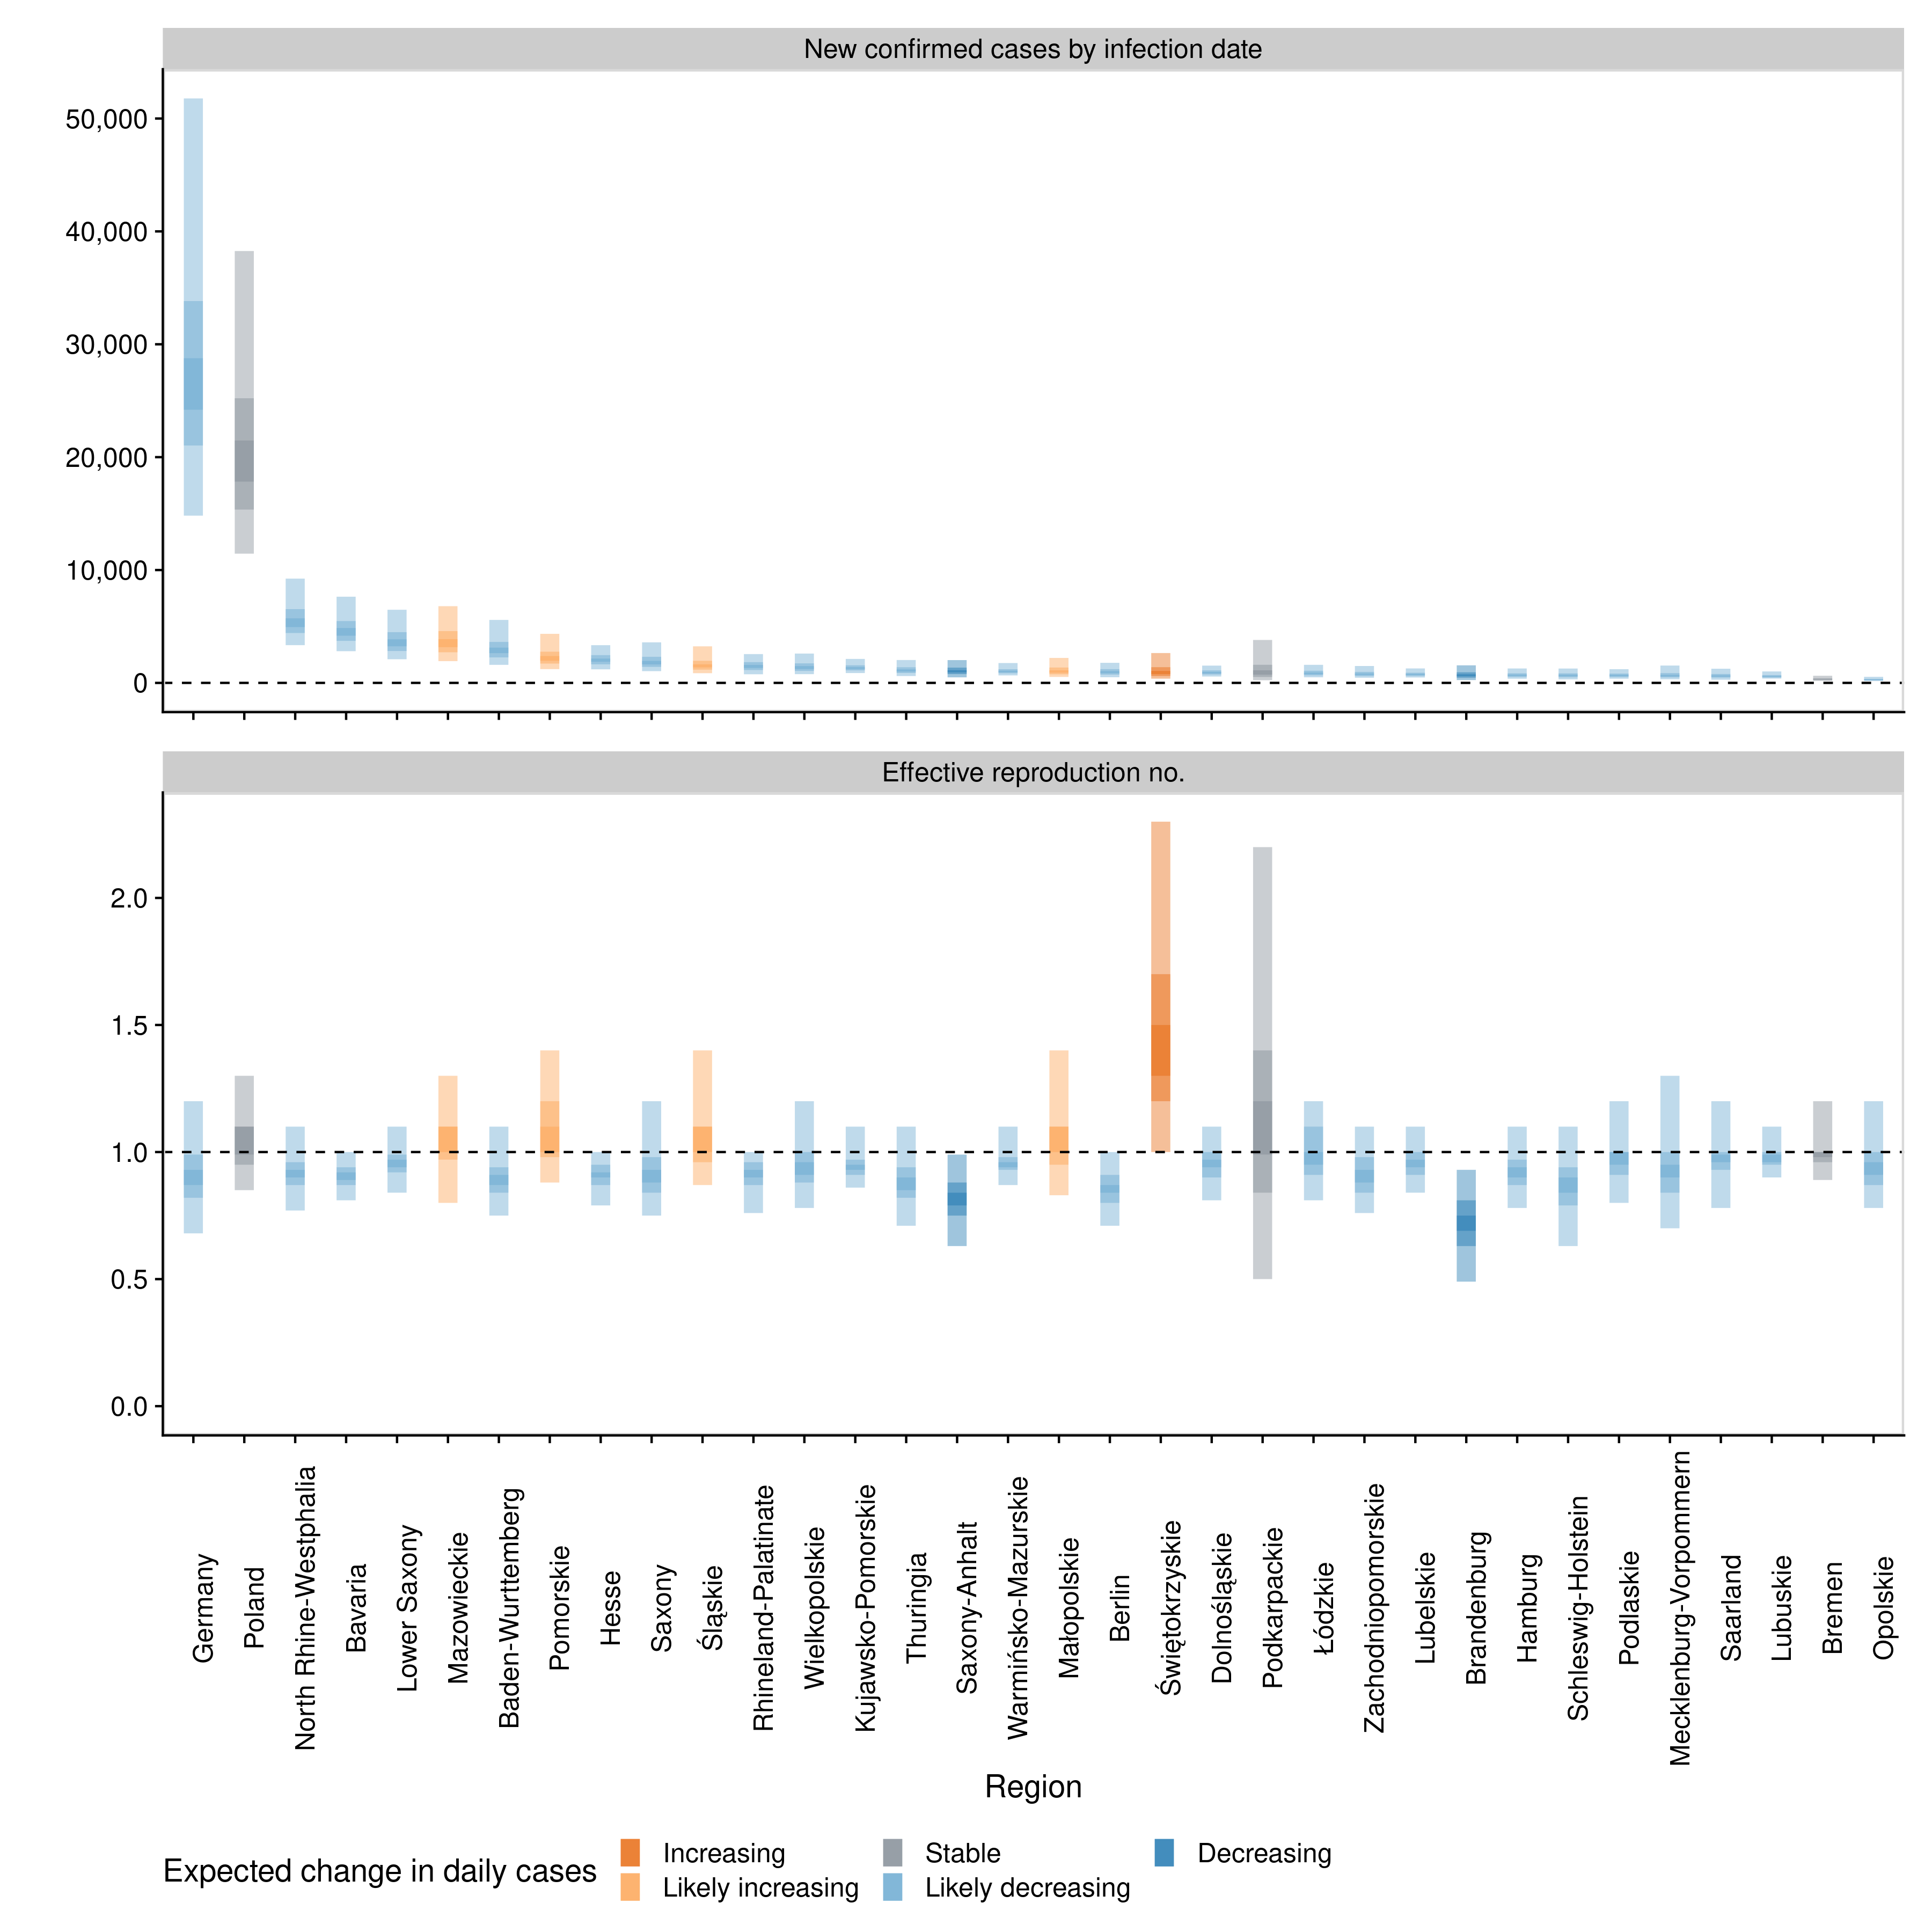 New confirmed cases by infection date
50,000
40,000
30,000
20,000
10,000
0
Effective reproduction no.
2.0
1.5
1.0
0.5
0.0
Germany
Poland
North Rhine-Westphalia
Bavaria
Lower Saxony
Mazowieckie
Baden-Wurttemberg
Pomorskie
Hesse
Saxony
Śląskie
Rhineland-Palatinate
Wielkopolskie
Kujawsko-Pomorskie
Thuringia
Saxony-Anhalt
Warmińsko-Mazurskie
Małopolskie
Berlin
Świętokrzyskie
Dolnośląskie
Podkarpackie
Łódzkie
Zachodniopomorskie
Lubelskie
Brandenburg
Hamburg
Schleswig-Holstein
Podlaskie
Mecklenburg-Vorpommern
Saarland
Lubuskie
Bremen
Opolskie
Region
Expected change in daily cases
Increasing
Stable
Decreasing
Likely increasing
Likely decreasing